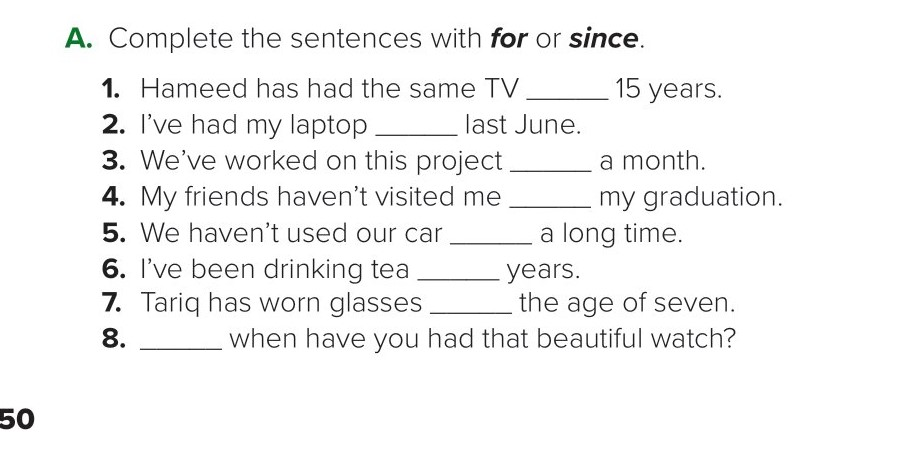 A. Complete the sentences with for or since.
1. Hameed has had the same TV ______ 15 years.
2. I've had my laptop ______ last June.
3. We've worked on this project ______ a month.
4. My friends haven't visited me ______ my graduation.
5. We haven't used our car ______ a long time.
6. I've been drinking tea ______ years.
7. Tariq has worn glasses ______ the age of seven.
8. ______ when have you had that beautiful watch?
50